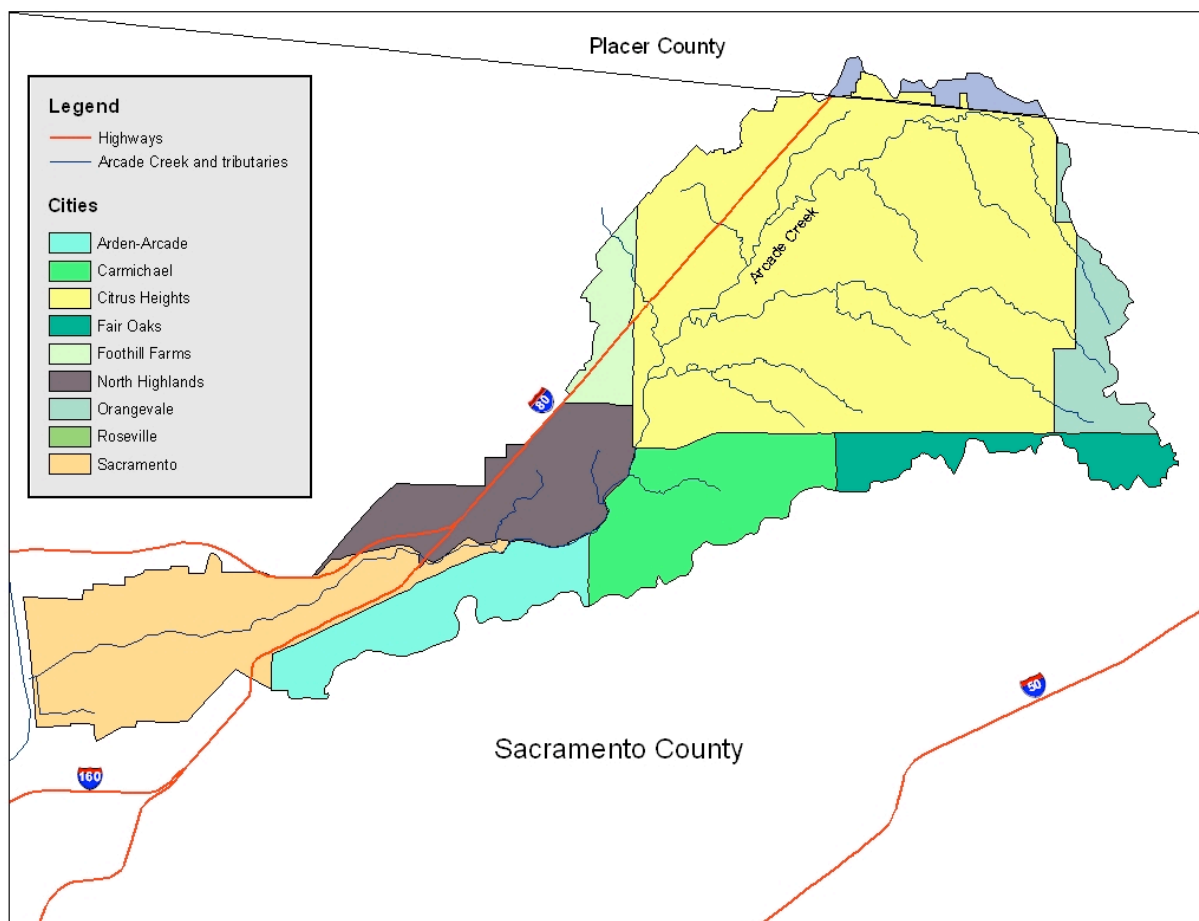 Placer County
Legend
Highways
Arcade Creek and tributaries
Cities
Arden-Arcade
Carmichael
Citrus Heights
Fair Oaks
Foothill Farms
North Highlands
Orangevale
Roseville
Sacramento
Arcade Creek
80
50
Sacramento County
160